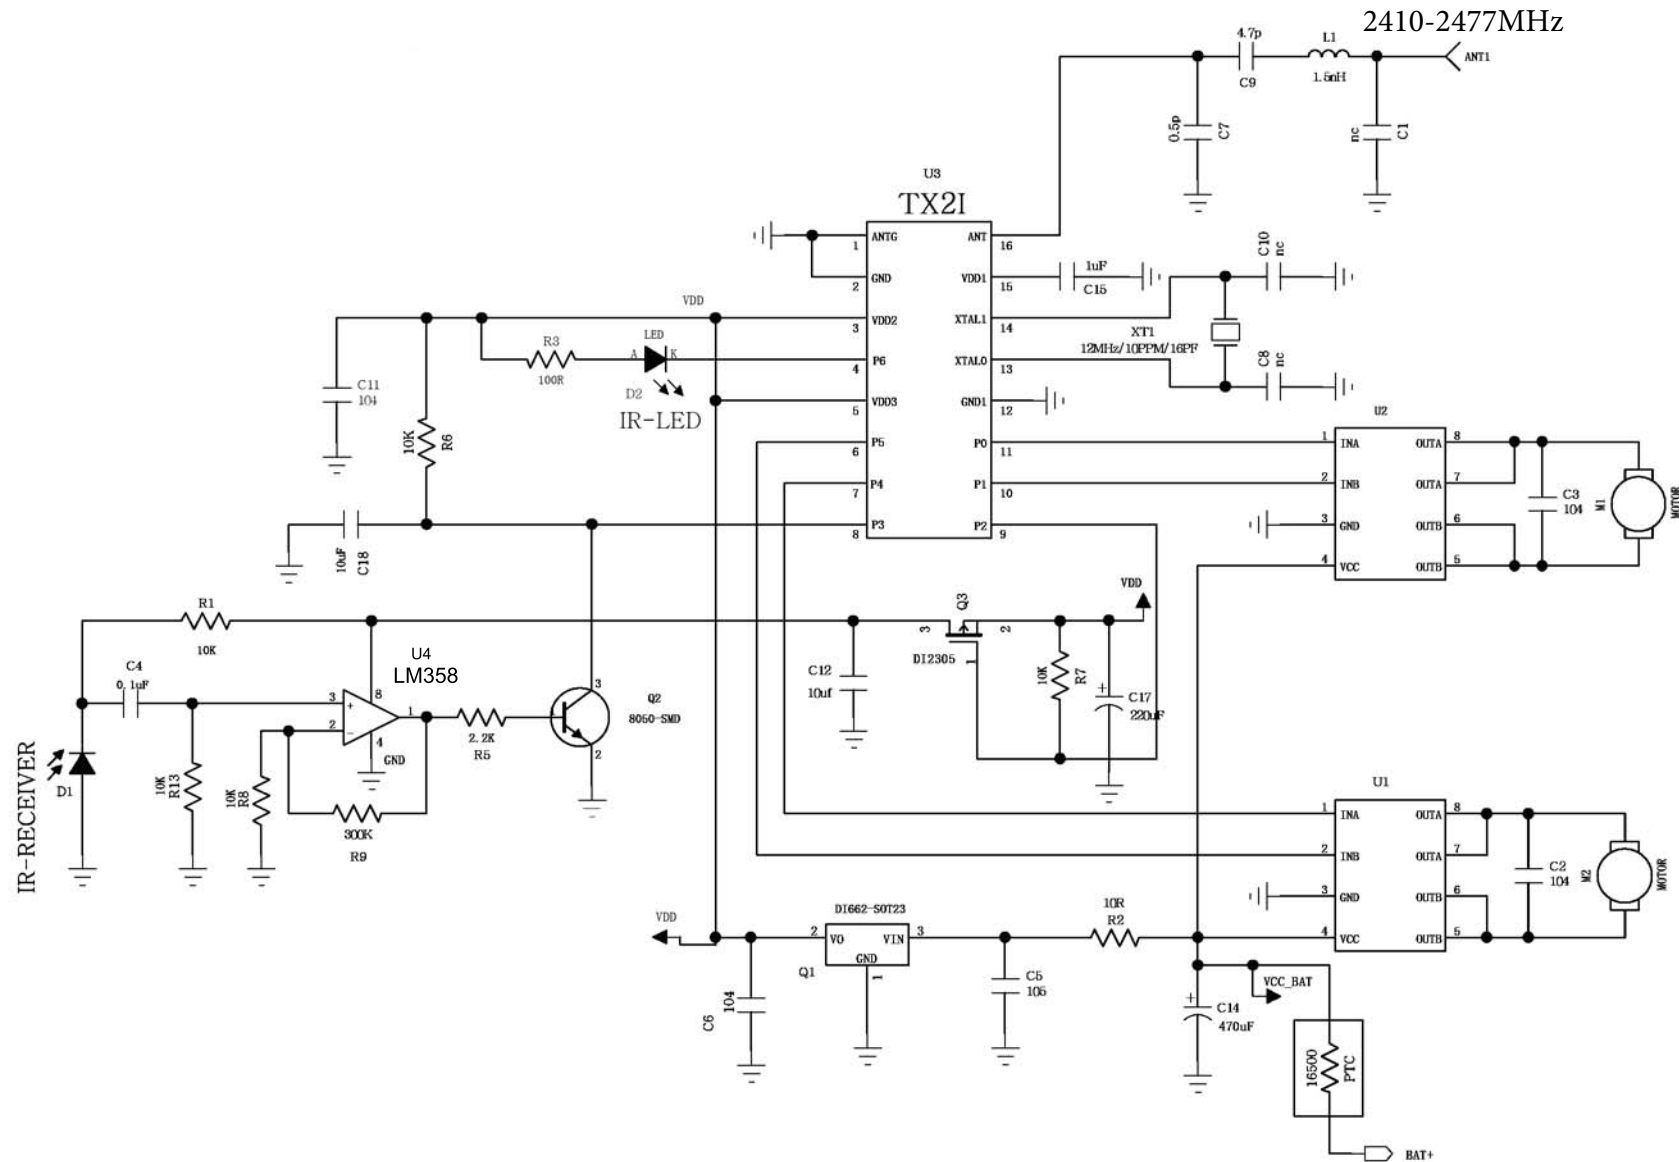 2410-2477MHz
4.7p
C9
L1
1.5nH
ANT1
0.5p
C7
nc
C1
U3
TX2I
ANTG
1
GND
2
VDD2
3
P6
4
VDD3
5
P5
6
P4
7
P3
8
ANT
16
VDD1
15
XTAL1
14
XTALO
13
GND1
12
P0
11
P1
10
P2
9
1uF
C15
C10
nc
XT1
12MHz/10PPM/16PF
C8
nc
VDD
R3
100R
LED
A
K
D2
IR-LED
C11
104
10K
R6
10uF
C18
U2
1
INA
2
INB
3
GND
4
VCC
OUTA
8
OUTA
7
OUTB
6
OUTB
5
C3
104
M1
MOTOR
R1
10K
C4
0.1uF
U4
LM358
3
+
2
-
8
1
4
GND
IR-RECEIVER
D1
10K
R13
10K
R8
300K
R9
2.2K
R5
1
3
2
Q2
8050-SMD
C12
10uf
Q3
3
2
1
DI2305
10K
R7
VDD
+
C17
220uF
U1
1
INA
2
INB
3
GND
4
VCC
OUTA
8
OUTA
7
OUTB
6
OUTB
5
C2
104
M2
MOTOR
VDD
DI662-SOT23
2
VO
VIN
3
GND
1
Q1
104
C6
C5
105
10R
R2
+
C14
470uF
VCC_BAT
16500
PTC
BAT+